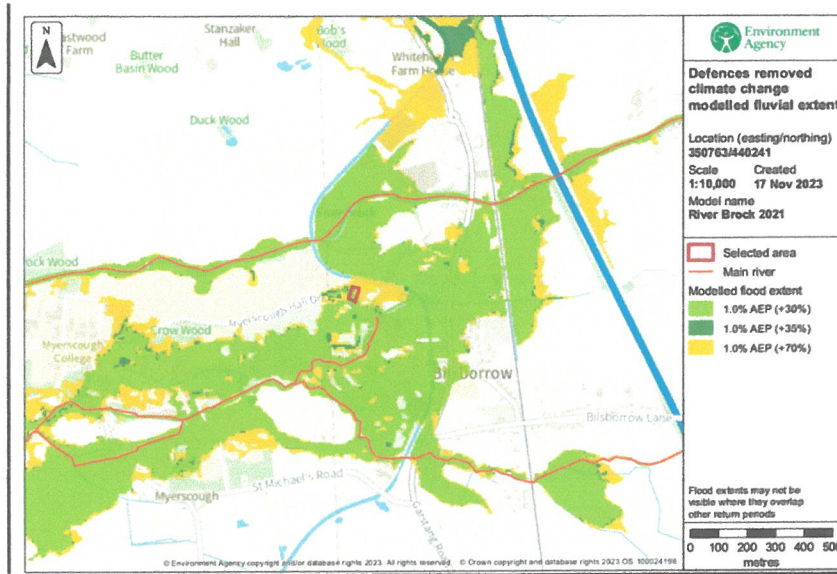 N
Eastwood
Farm
Stanzaker
Hall
Bob's
Wood
Butter
Basin Wood
Whiteho
Farm House
Duck Wood
ock Wood
Myerscough Hall Dr
Crow Wood
Myerscough
College
Bilsborrow
Bilsborrow Lane
St Michael's Road
Myerscough
Garstang Road
© Environment Agency copyright and/or database rights 2023. All rights reserved. © Crown copyright and database rights 2023 OS 100024198
Environment
Agency
Defences removed
climate change
modelled fluvial extent
Location (easting/northing)
350763/440241
Scale Created
1:10,000 17 Nov 2023
Model name
River Brock 2021
Selected area
Main river
Modelled flood extent
1.0% AEP (+30%)
1.0% AEP (+35%)
1.0% AEP (+70%)
Flood extents may not be
visible where they overlap
other return periods
0 100 200 300 400 500
metres